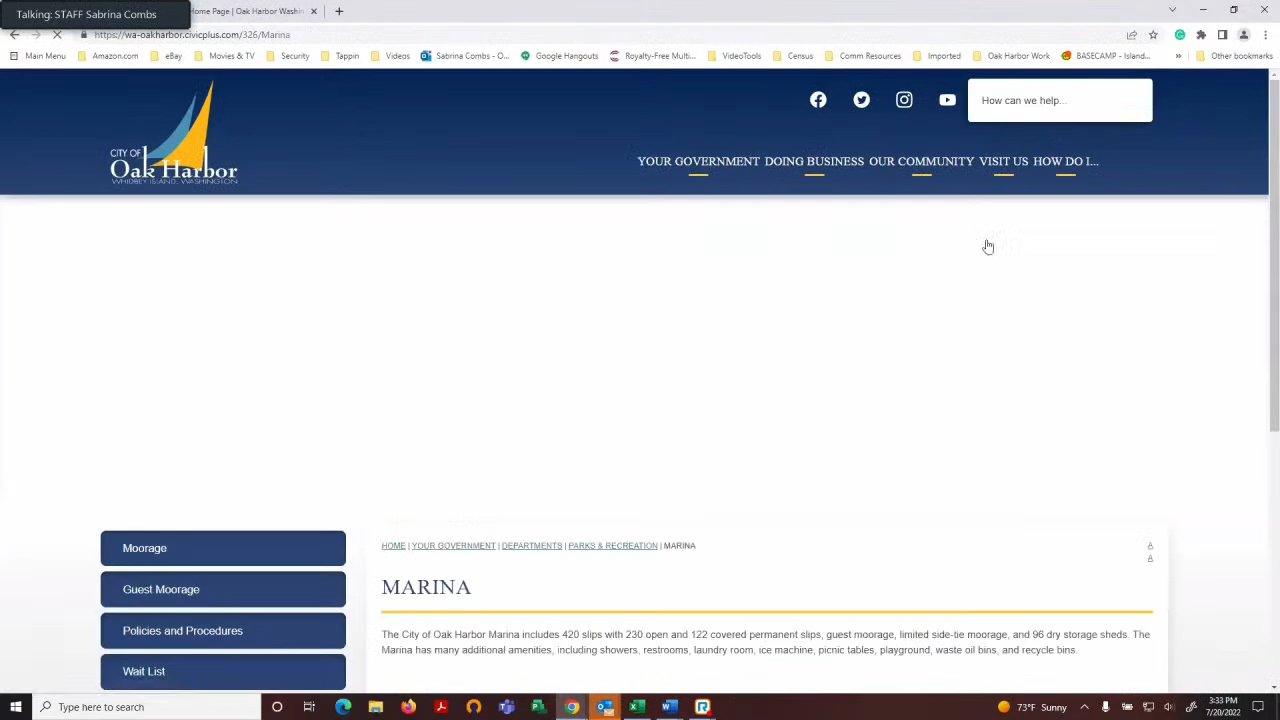 Talking: STAFF Sabrina Combs
Home Page | Oak Harbor Washin
https://wa-oakharbor.civicplus.com/326/Marina
Main Menu Amazon.com eBay Movies & TV Security Tappin Videos Sabrina Combs - O... Google Hangouts Royalty-Free Multi... VideoTools Census Comm Resources Imported Oak Harbor Work BASECAMP - Island... » Other bookmarks
How can we help...
CITY OF
Oak Harbor
WHIDBEY ISLAND, WASHINGTON
YOUR GOVERNMENT DOING BUSINESS OUR COMMUNITY VISIT US HOW DO I...
Moorage
Guest Moorage
Policies and Procedures
Wait List
HOME | YOUR GOVERNMENT | DEPARTMENTS | PARKS & RECREATION | MARINA
A
A
MARINA
The City of Oak Harbor Marina includes 420 slips with 230 open and 122 covered permanent slips, guest moorage, limited side-tie moorage, and 96 dry storage sheds. The
Marina has many additional amenities, including showers, restrooms, laundry room, ice machine, picnic tables, playground, waste oil bins, and recycle bins.
Type here to search
73°F Sunny
3:33 PM
7/20/2022